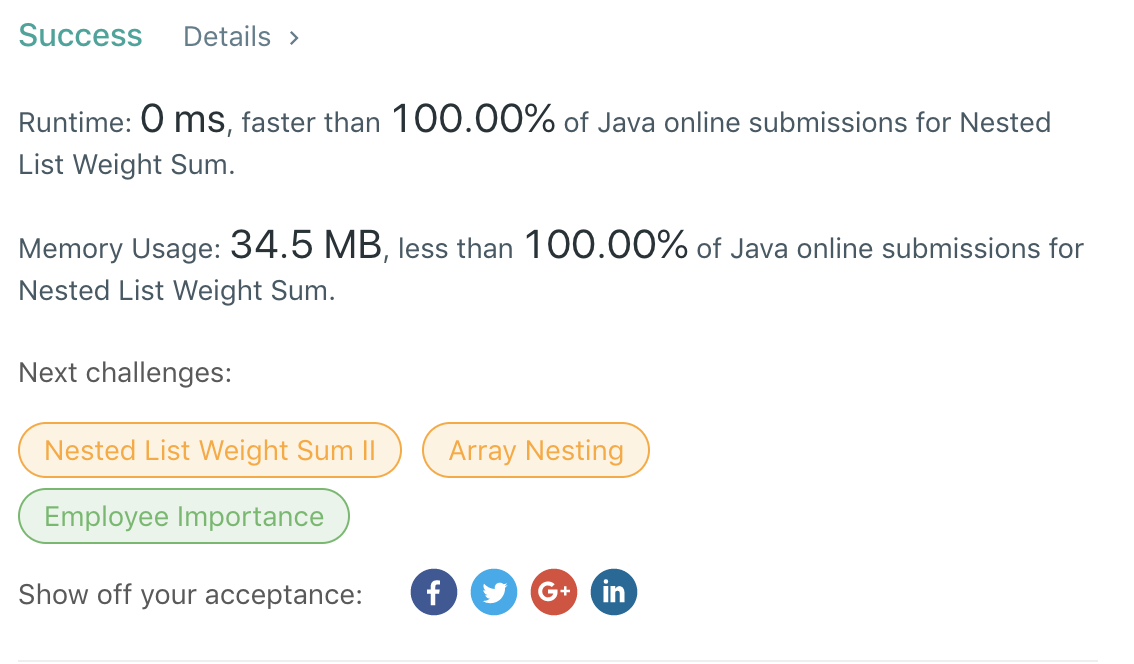 Success Details >
Runtime: 0 ms, faster than 100.00% of Java online submissions for Nested
List Weight Sum.
Memory Usage: 34.5 MB, less than 100.00% of Java online submissions for
Nested List Weight Sum.
Next challenges:
Nested List Weight Sum II Array Nesting
Employee Importance
Show off your acceptance: f G+ in